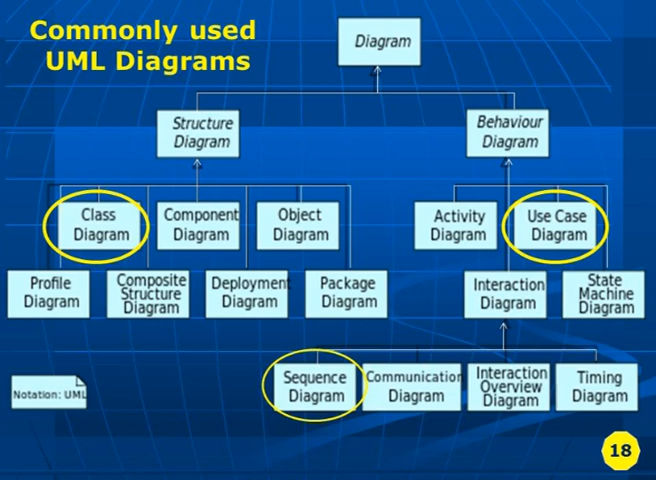 Commonly used
UML Diagrams
Diagram
Structure
Diagram
Behaviour
Diagram
Class
Diagram
Component
Diagram
Object
Diagram
Activity
Diagram
Use Case
Diagram
Profile
Diagram
Composite
Structure
Diagram
Deployment
Diagram
Package
Diagram
Interaction
Diagram
State
Machine
Diagram
Sequence
Diagram
Communication
Diagram
Interaction
Overview
Diagram
Timing
Diagram
Notation: UML
18